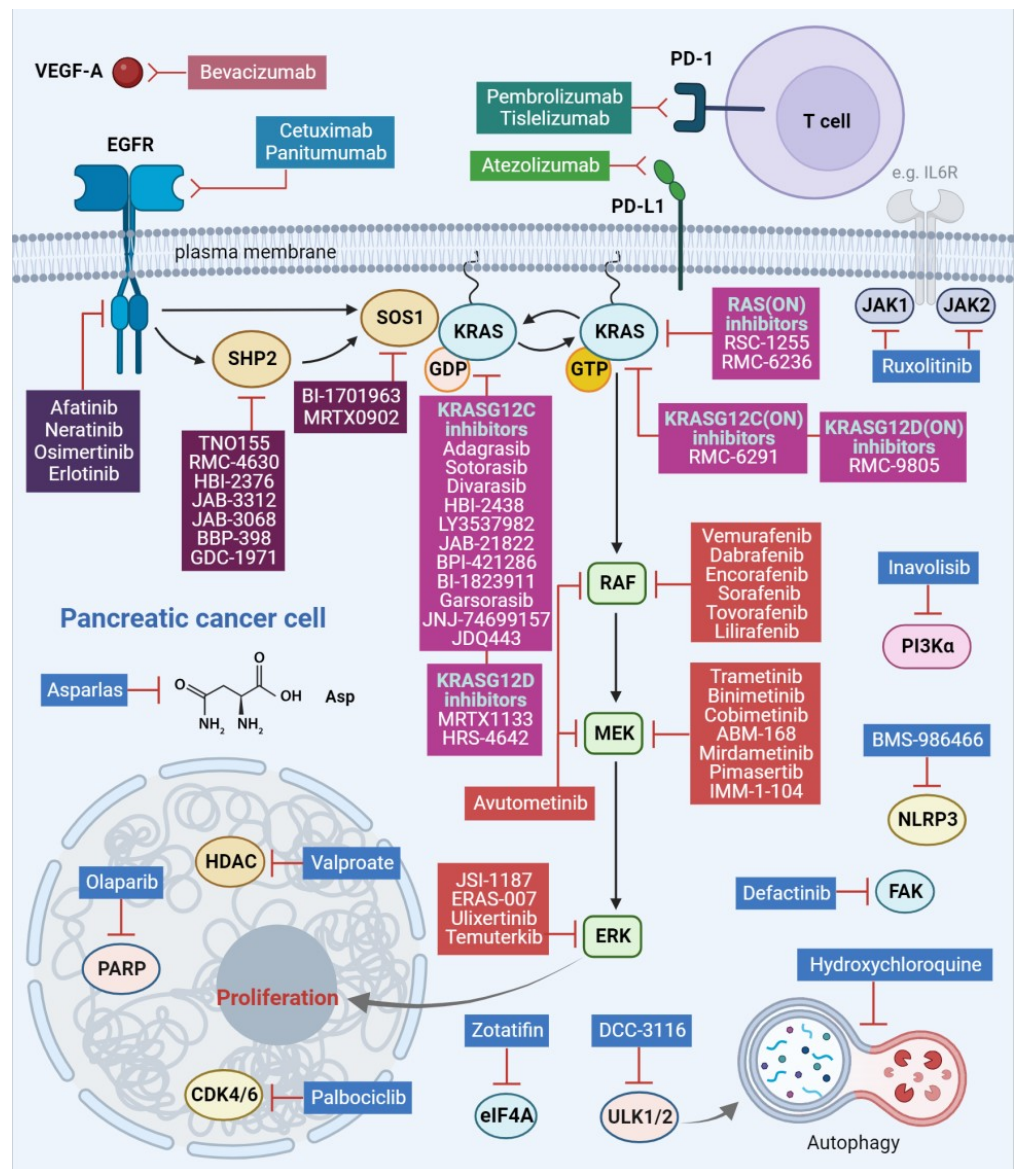 VEGF-A
Bevacizumab
PD-1
Pembrolizumab
Tislelizumab
T cell
Cetuximab
Panitumumab
EGFR
Atezolizumab
e.g. IL6R
PD-L1
plasma membrane
JAK1
JAK2
Ruxolitinib
SOS1
KRAS
GDP
KRAS
GTP
RAS(ON)
inhibitors
RSC-1255
RMC-6236
SHP2
Afatinib
Neratinib
Osimertinib
Erlotinib
BI-1701963
MRTX0902
TNO155
RMC-4630
HBI-2376
JAB-3312
JAB-3068
BBP-398
GDC-1971
KRASG12C
inhibitors
Adagrasib
Sotorasib
Divarasib
HBI-2438
LY3537982
JAB-21822
BPI-421286
BI-1823911
Garsorasib
JNJ-74699157
JDQ443
KRASG12D
inhibitors
MRTX1133
HRS-4642
KRASG12C(ON)
inhibitors
RMC-6291
KRASG12D(ON)
inhibitors
RMC-9805
RAF
Vemurafenib
Dabrafenib
Encorafenib
Sorafenib
Tovorafenib
Lilirafenib
Inavolisib
PI3Kα
Pancreatic cancer cell
Asparlas
O
O
OH
NH2
NH2
Asp
MEK
Trametinib
Binimetinib
Cobimetinib
ABM-168
Mirdametinib
Pimasertib
IMM-1-104
BMS-986466
NLRP3
Avutometinib
HDAC
Valproate
Olaparib
PARP
JSI-1187
ERAS-007
Ulixertinib
Temuterkib
ERK
Defactinib
FAK
Proliferation
Hydroxychloroquine
Zotatifin
DCC-3116
CDK4/6
Palbociclib
eIF4A
ULK1/2
Autophagy